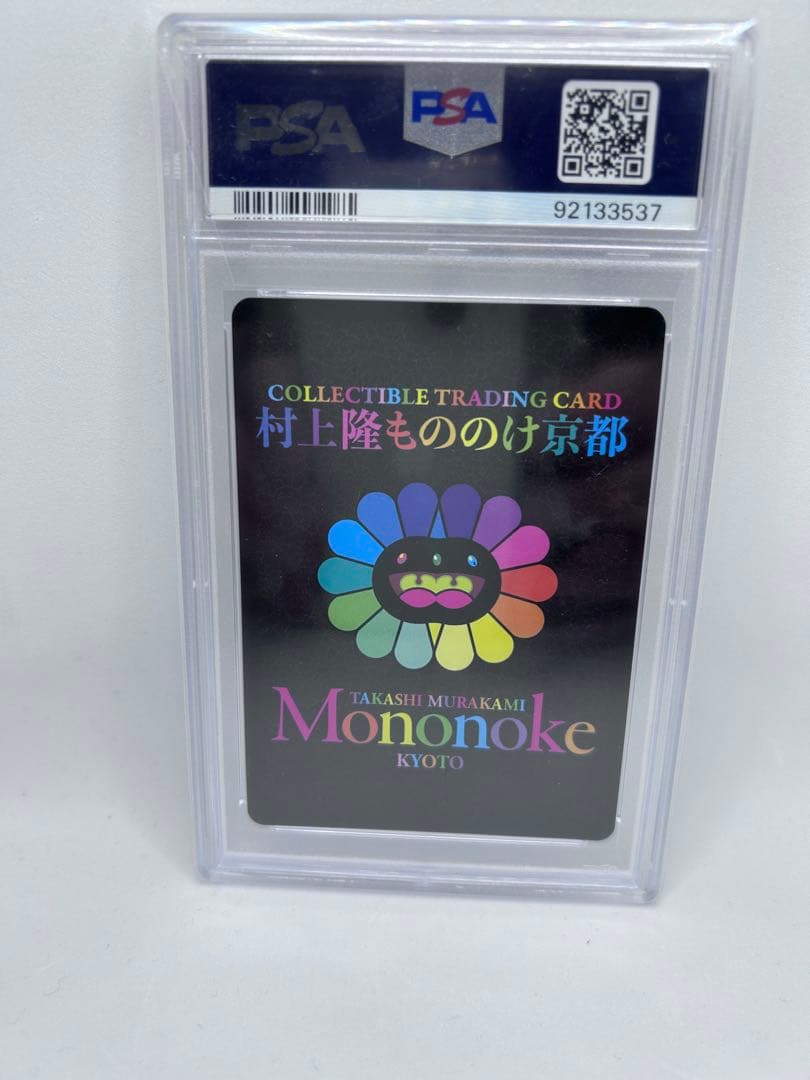 PSA
PSA
92133537
COLLECTIBLE TRADING CARD
村上隆もののけ京都
TAKASHI MURAKAMI
Mononoke
KYOTO